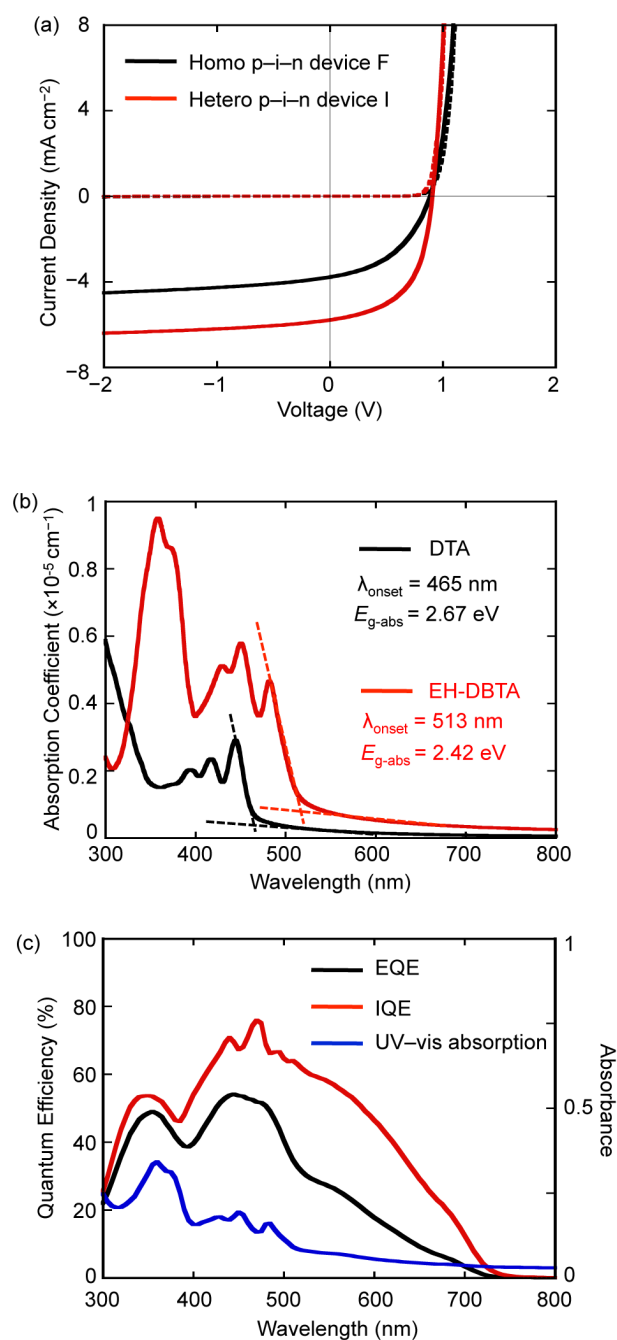 (a)
8
4
0
−4
−8
Current Density (mA cm⁻²)
Homo p–i–n device F
Hetero p–i–n device I
−2
−1
0
1
2
Voltage (V)
(b)
1
0.8
0.6
0.4
0.2
0
Absorption Coefficient (×10⁻⁵ cm⁻¹)
DTA
λonset = 465 nm
Eg-abs = 2.67 eV
EH-DBTA
λonset = 513 nm
Eg-abs = 2.42 eV
300
400
500
600
700
800
Wavelength (nm)
(c)
100
80
60
40
20
0
Quantum Efficiency (%)
EQE
IQE
UV–vis absorption
1
0.5
0
Absorbance
300
400
500
600
700
800
Wavelength (nm)